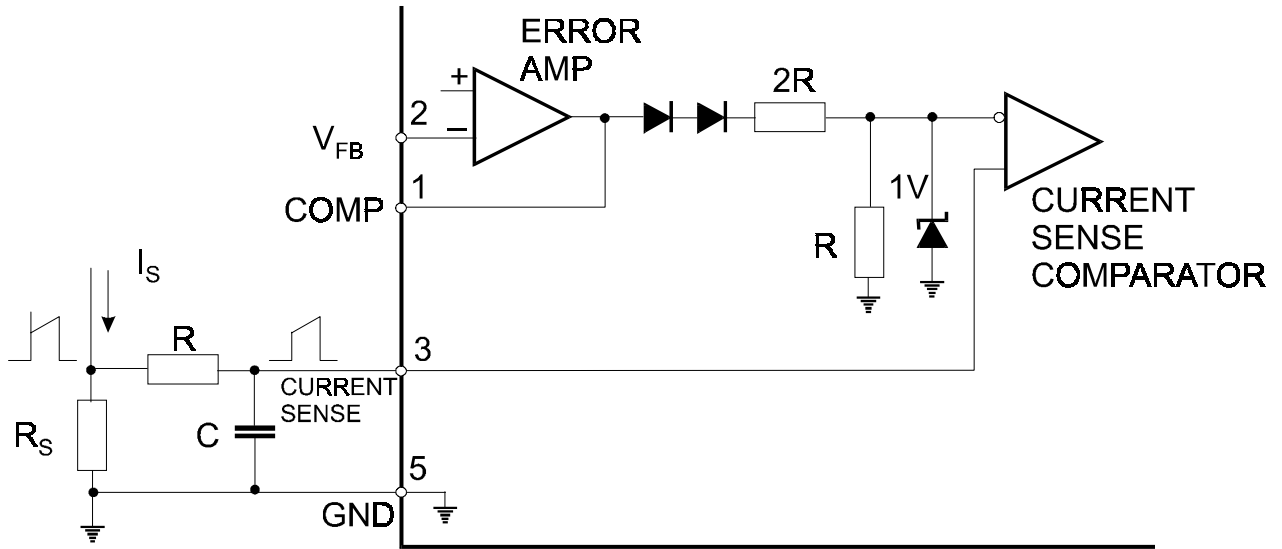 ERROR
AMP
2R
2
+
−
VFB
1
COMP
1V
R
CURRENT
SENSE
COMPARATOR
IS
R
3
CURRENT
SENSE
RS
C
5
GND